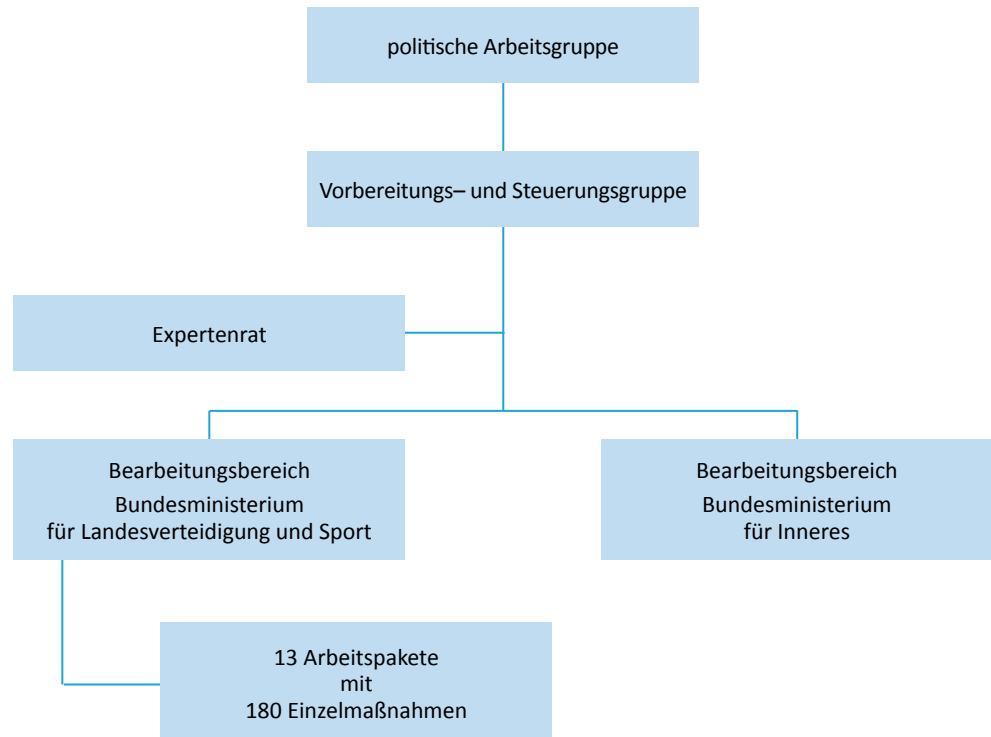 politische Arbeitsgruppe
Vorbereitungs– und Steuerungsgruppe
Expertenrat
Bearbeitungsbereich
Bundesministerium
für Landesverteidigung und Sport
Bearbeitungsbereich
Bundesministerium
für Inneres
13 Arbeitspakete
mit
180 Einzelmaßnahmen